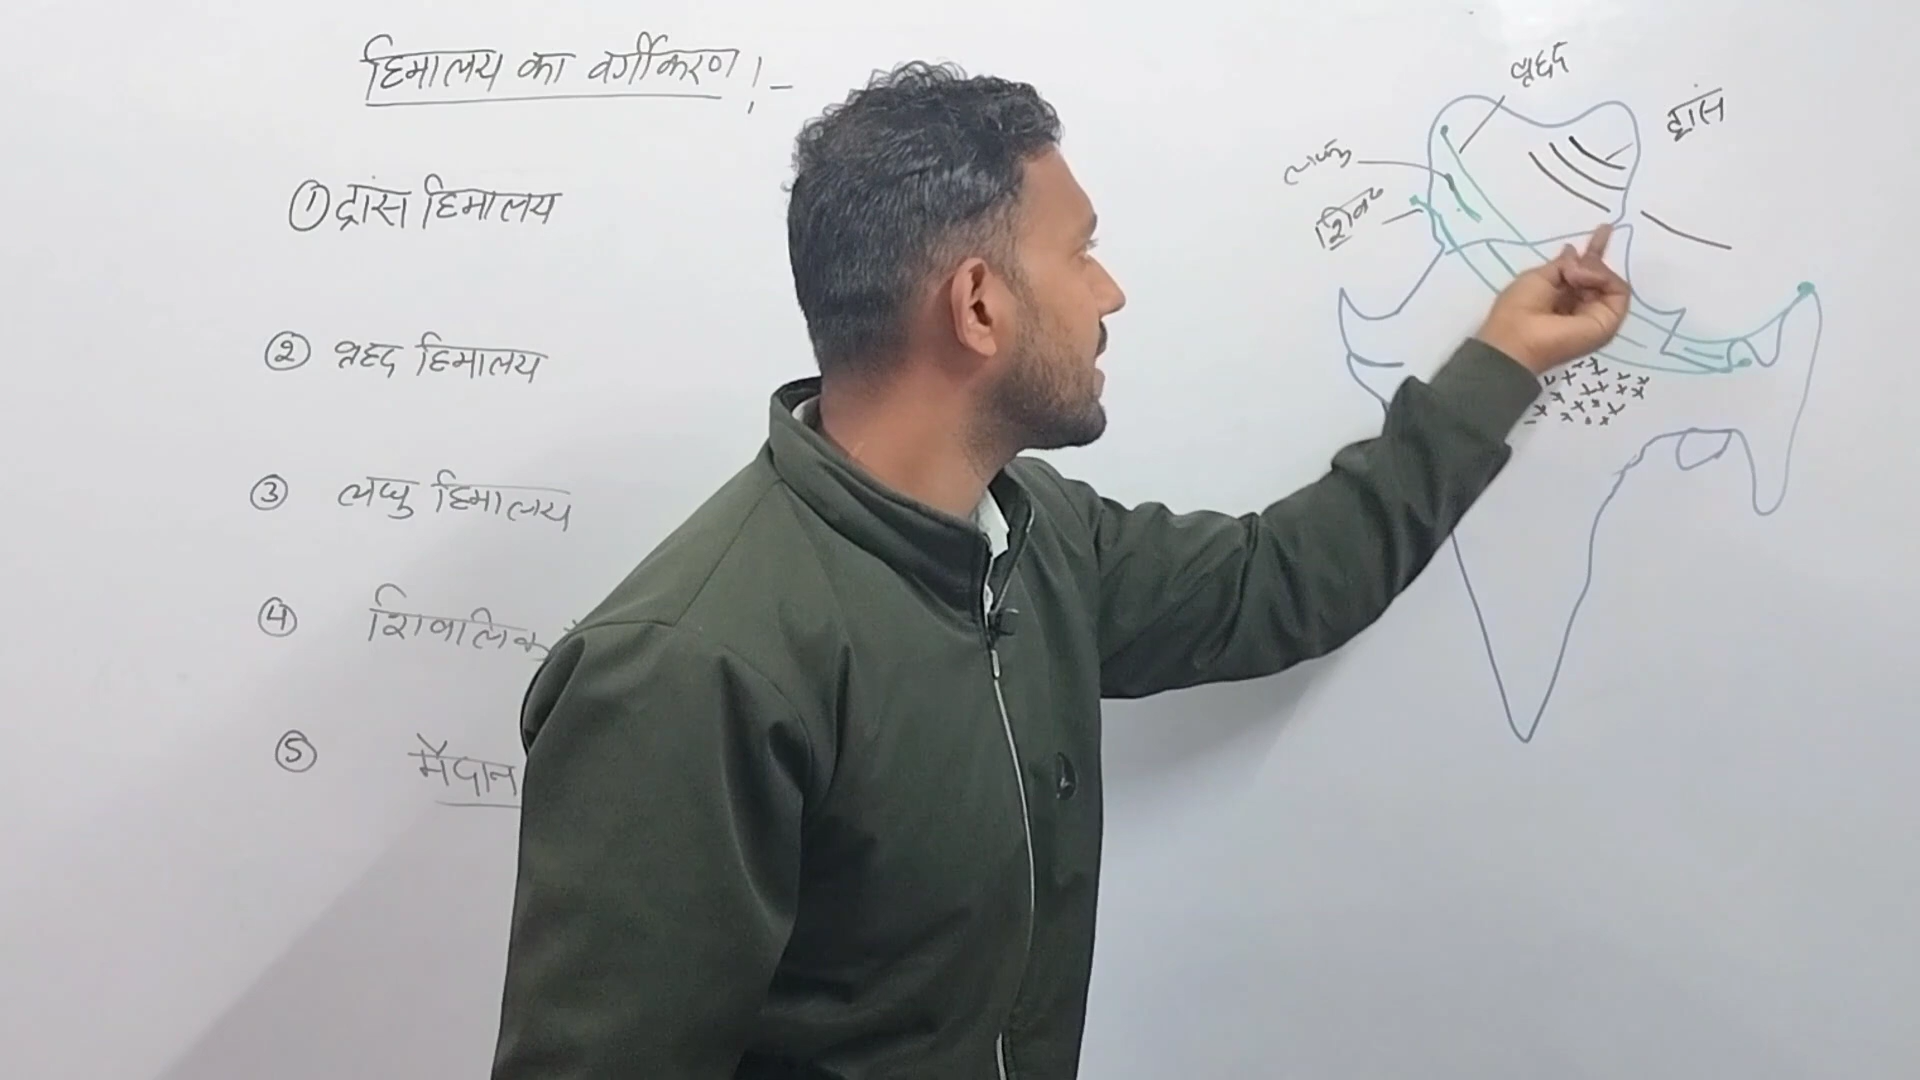 हिमालय का वर्गीकरण !-
① ट्रांस हिमालय
② बृहद हिमालय
③ लघु हिमालय
④ शिवालिक
⑤ मैदान
बृहद
ट्रांस
लघु
शिवा